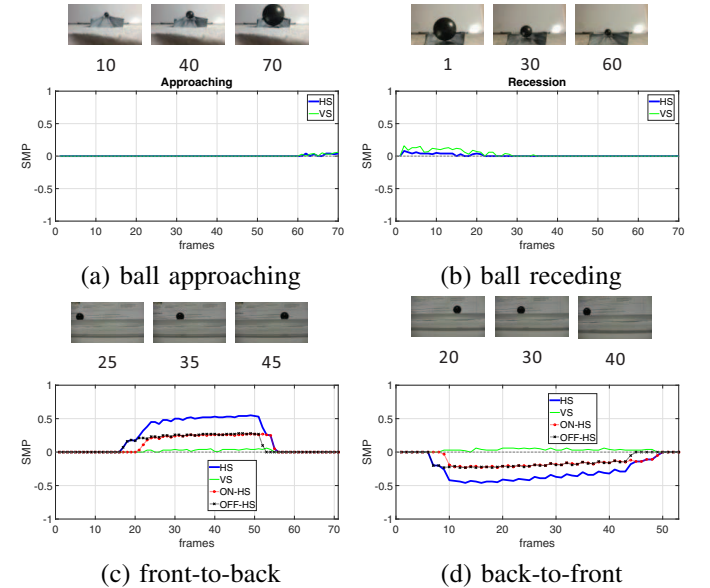 10 40 70
Approaching
1
0.5
0
-0.5
-1
SMP
HS
VS
0 10 20 30 40 50 60 70
frames
(a) ball approaching
1 30 60
Recession
1
0.5
0
-0.5
-1
SMP
HS
VS
0 10 20 30 40 50 60 70
frames
(b) ball receding
25 35 45
1
0.5
0
-0.5
-1
SMP
HS
VS
ON-HS
OFF-HS
0 10 20 30 40 50 60 70
frames
(c) front-to-back
20 30 40
1
0.5
0
-0.5
-1
SMP
HS
VS
ON-HS
OFF-HS
0 10 20 30 40 50
frames
(d) back-to-front